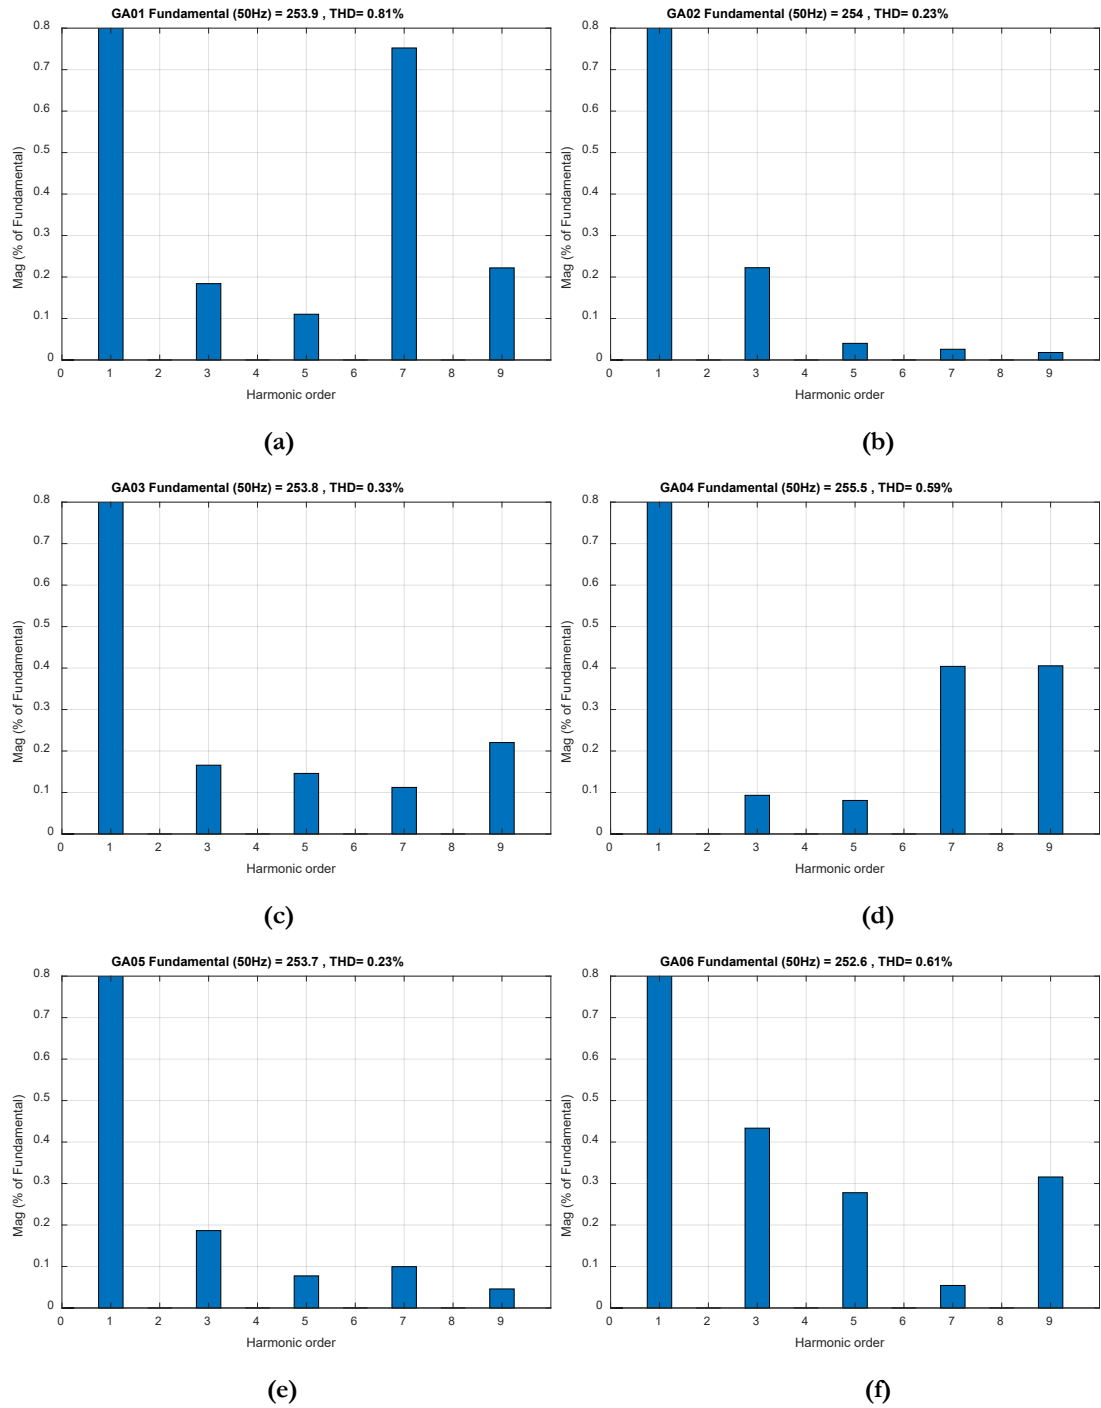 GA01 Fundamental (50Hz) = 253.9 , THD= 0.81%
0.8
0.7
0.6
0.5
0.4
0.3
0.2
0.1
0
Mag (% of Fundamental)
0 1 2 3 4 5 6 7 8 9
Harmonic order
(a)
GA02 Fundamental (50Hz) = 254 , THD= 0.23%
0.8
0.7
0.6
0.5
0.4
0.3
0.2
0.1
0
Mag (% of Fundamental)
0 1 2 3 4 5 6 7 8 9
Harmonic order
(b)
GA03 Fundamental (50Hz) = 253.8 , THD= 0.33%
0.8
0.7
0.6
0.5
0.4
0.3
0.2
0.1
0
Mag (% of Fundamental)
0 1 2 3 4 5 6 7 8 9
Harmonic order
(c)
GA04 Fundamental (50Hz) = 255.5 , THD= 0.59%
0.8
0.7
0.6
0.5
0.4
0.3
0.2
0.1
0
Mag (% of Fundamental)
0 1 2 3 4 5 6 7 8 9
Harmonic order
(d)
GA05 Fundamental (50Hz) = 253.7 , THD= 0.23%
0.8
0.7
0.6
0.5
0.4
0.3
0.2
0.1
0
Mag (% of Fundamental)
0 1 2 3 4 5 6 7 8 9
Harmonic order
(e)
GA06 Fundamental (50Hz) = 252.6 , THD= 0.61%
0.8
0.7
0.6
0.5
0.4
0.3
0.2
0.1
0
Mag (% of Fundamental)
0 1 2 3 4 5 6 7 8 9
Harmonic order
(f)